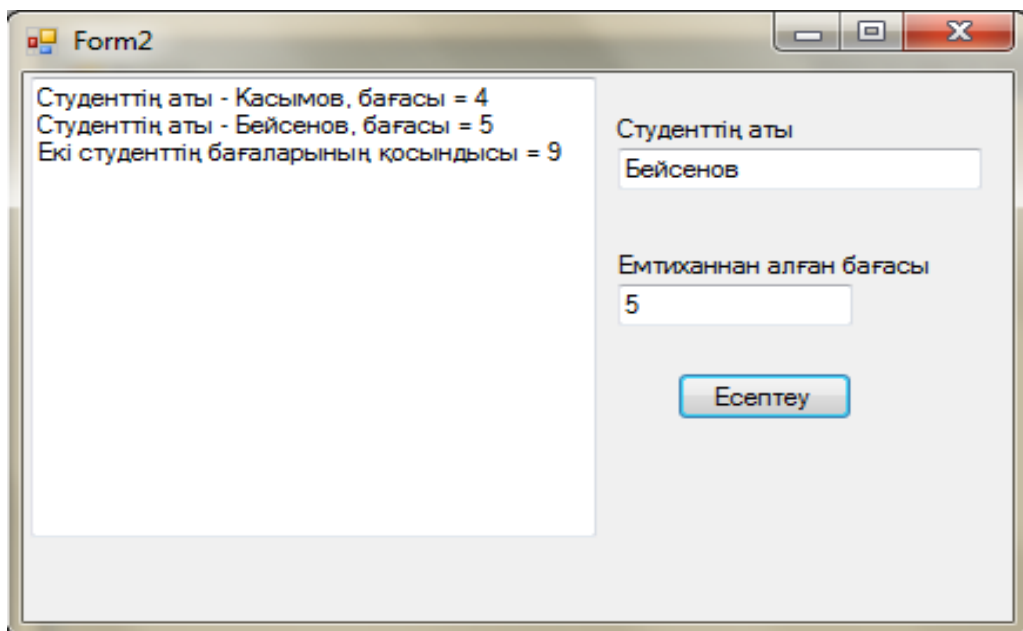 Form2
Студенттің аты - Касымов, бағасы = 4
Студенттің аты - Бейсенов, бағасы = 5
Екі студенттің бағаларының қосындысы = 9
Студенттің аты
Бейсенов
Емтиханнан алған бағасы
5
Есептеу